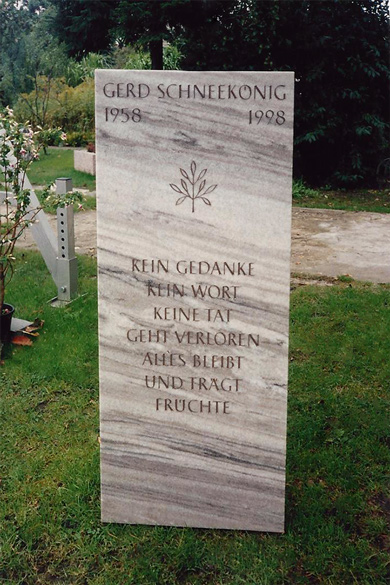 GERD SCHNEEKÖNIG
1958 1998
KEIN GEDANKE
KEIN WORT
KEINE TAT
GEHT VERLOREN
ALLES BLEIBT
UND TRÄGT
FRÜCHTE